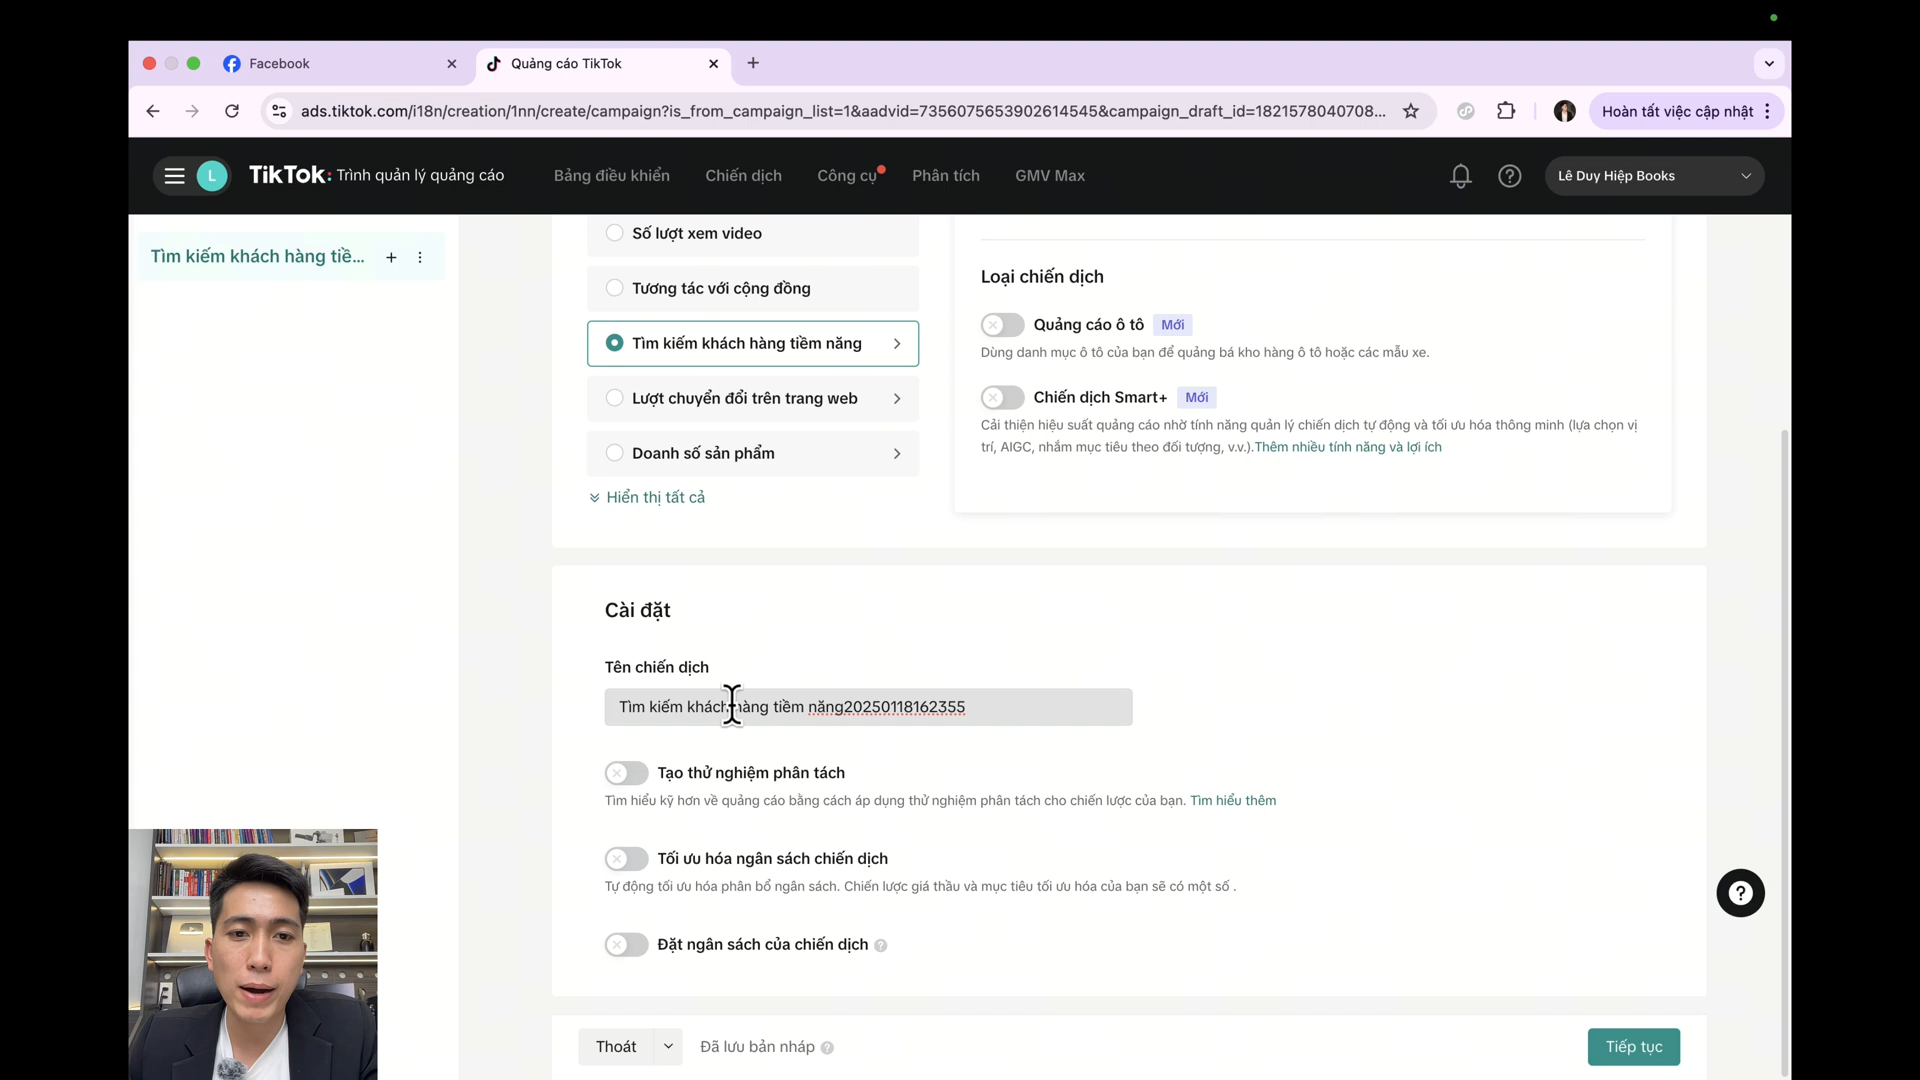 Facebook
Quảng cáo TikTok
ads.tiktok.com/i18n/creation/1nn/create/campaign?is_from_campaign_list=1&aadvid=7356075653902614545&campaign_draft_id=1821578040708...
Hoàn tất việc cập nhật
L
TikTok: Trình quản lý quảng cáo
Bảng điều khiển
Chiến dịch
Công cụ
Phân tích
GMV Max
Lê Duy Hiệp Books
Tìm kiếm khách hàng tiề...
Số lượt xem video
Tương tác với cộng đồng
Tìm kiếm khách hàng tiềm năng
Lượt chuyển đổi trên trang web
Doanh số sản phẩm
Hiển thị tất cả
Loại chiến dịch
Quảng cáo ô tô Mới
Dùng danh mục ô tô của bạn để quảng bá kho hàng ô tô hoặc các mẫu xe.
Chiến dịch Smart+ Mới
Cải thiện hiệu suất quảng cáo nhờ tính năng quản lý chiến dịch tự động và tối ưu hóa thông minh (lựa chọn vị
trí, AIGC, nhắm mục tiêu theo đối tượng, v.v.).Thêm nhiều tính năng và lợi ích
Cài đặt
Tên chiến dịch
Tìm kiếm khách hàng tiềm năng20250118162355
Tạo thử nghiệm phân tách
Tìm hiểu kỹ hơn về quảng cáo bằng cách áp dụng thử nghiệm phân tách cho chiến lược của bạn. Tìm hiểu thêm
Tối ưu hóa ngân sách chiến dịch
Tự động tối ưu hóa phân bổ ngân sách. Chiến lược giá thầu và mục tiêu tối ưu hóa của bạn sẽ có một số .
Đặt ngân sách của chiến dịch
Thoát
Đã lưu bản nháp
Tiếp tục